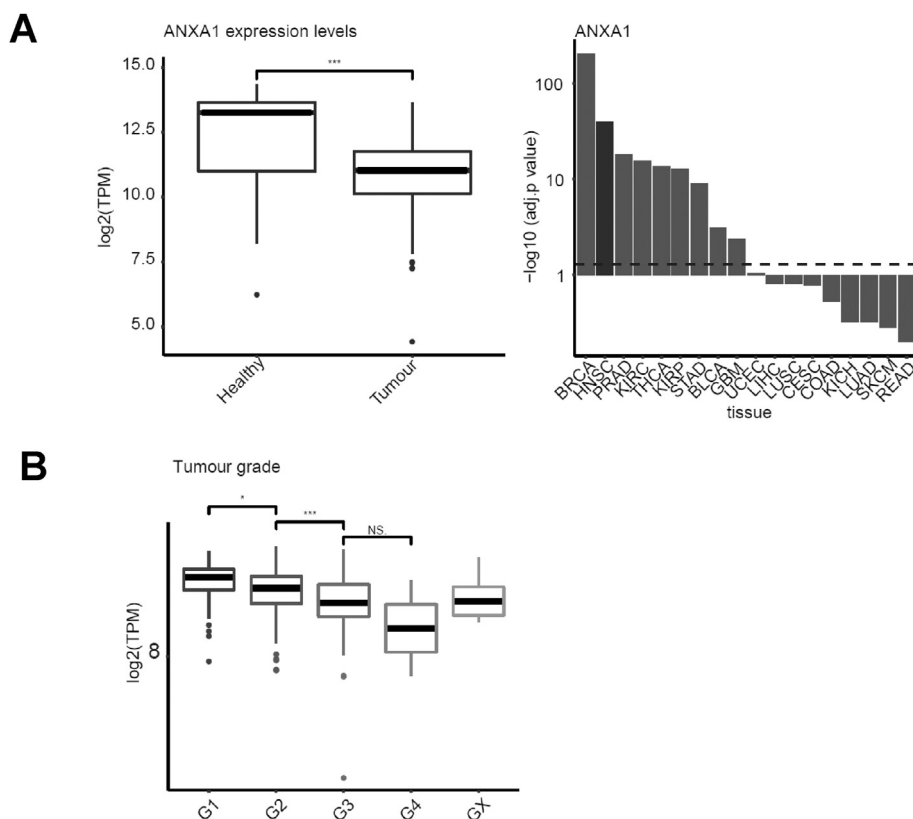 A
ANXA1 expression levels
***
log2(TPM)
15.0
12.5
10.0
7.5
5.0
Healthy
Tumour
ANXA1
-log10 (adj.p value)
100
10
1
BRCA
HNSC
PRAD
KIRC
THCA
KIRP
STAD
BLCA
GBM
UCEC
LIHC
LUSC
CESC
COAD
KICH
LUAD
SKCM
READ
tissue
B
Tumour grade
*
***
NS.
log2(TPM)
8
G1
G2
G3
G4
GX